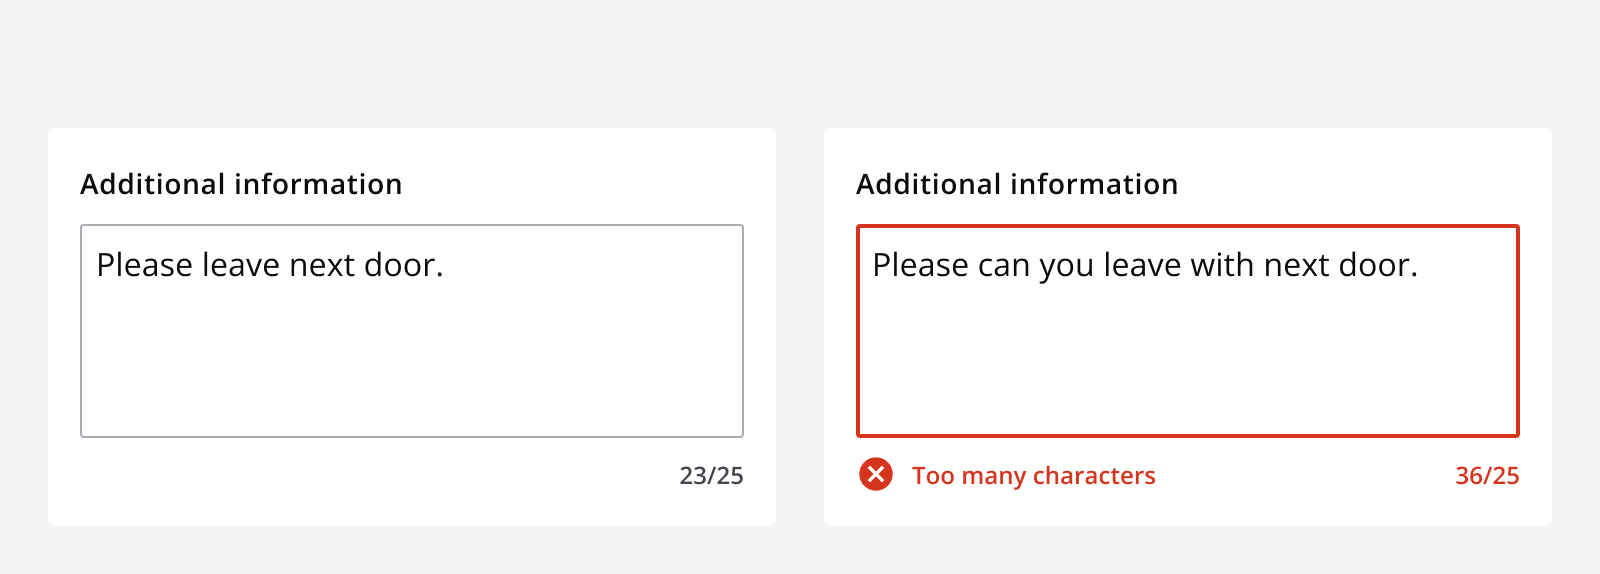 Additional information
Please leave next door.
23/25
Additional information
Please can you leave with next door.
Too many characters
36/25